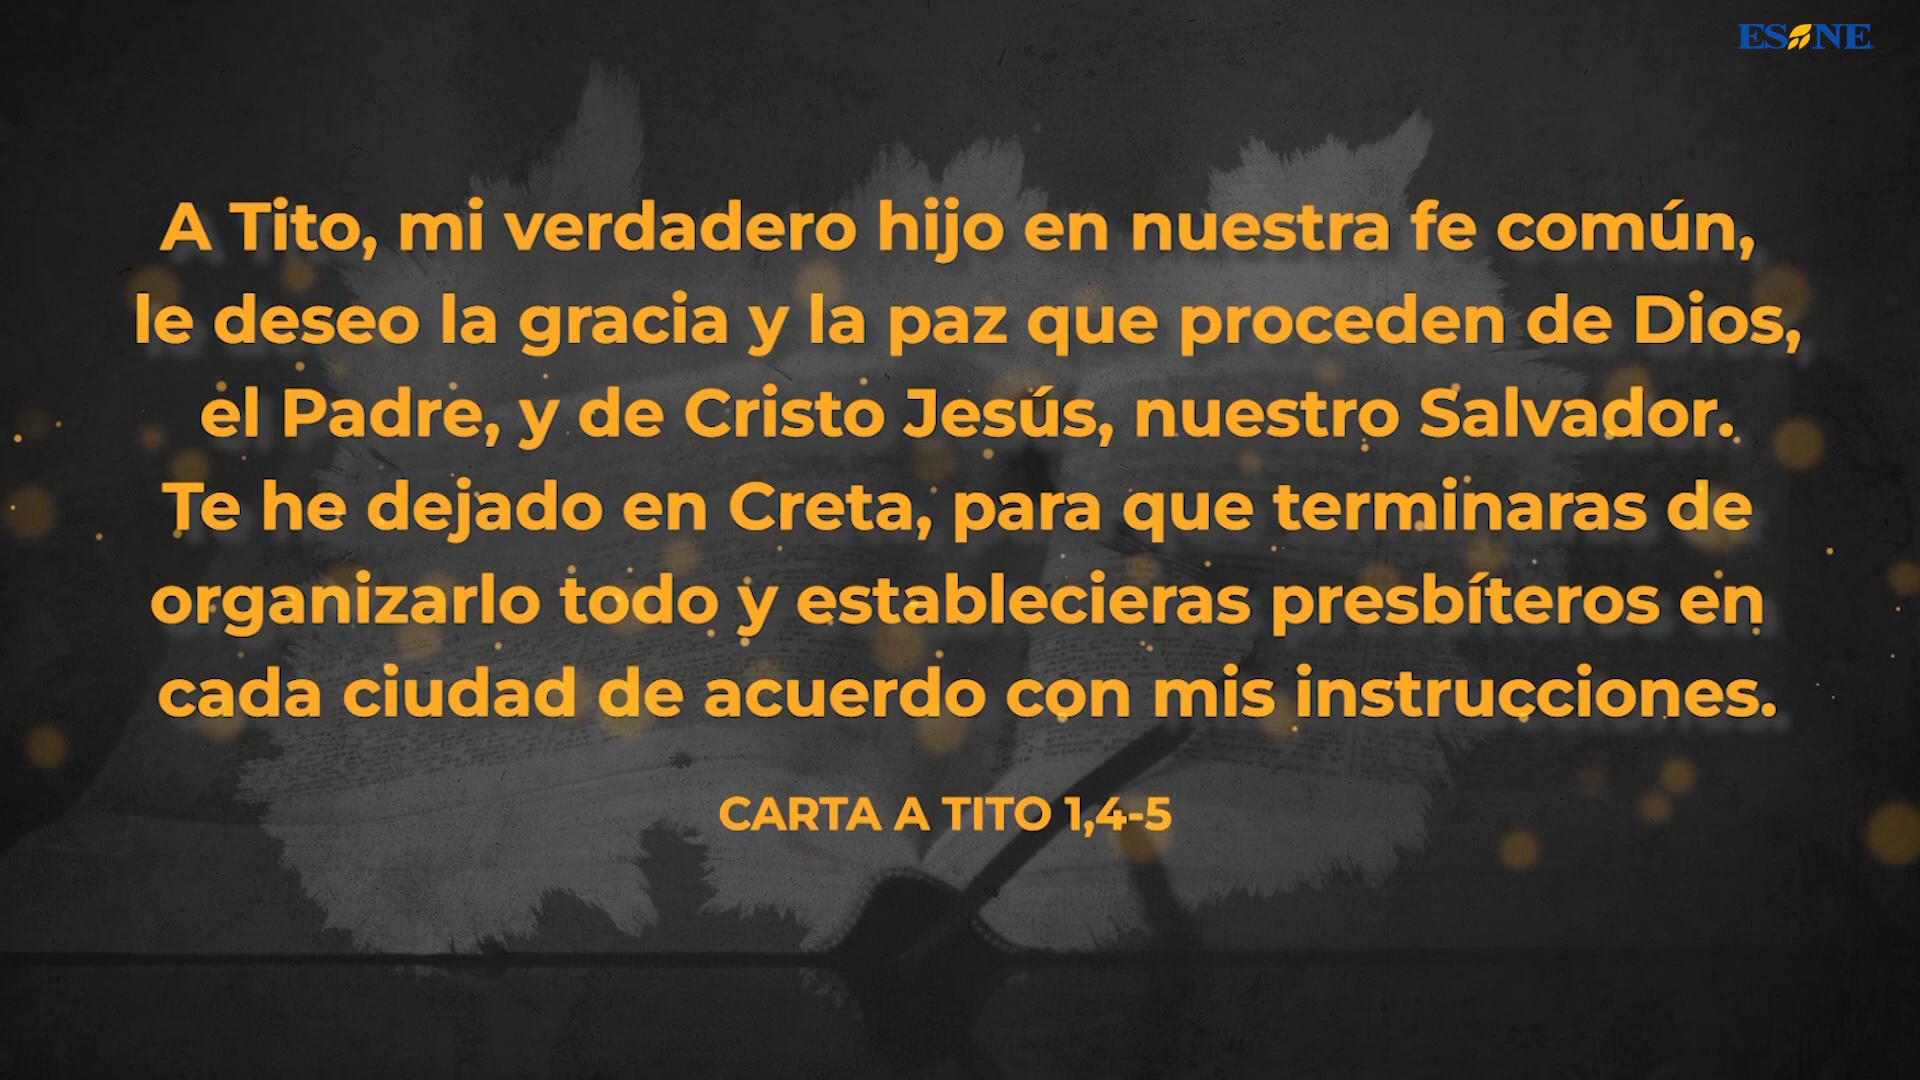 ESNE
A Tito, mi verdadero hijo en nuestra fe común,
le deseo la gracia y la paz que proceden de Dios,
el Padre, y de Cristo Jesús, nuestro Salvador.
Te he dejado en Creta, para que terminaras de
organizarlo todo y establecieras presbíteros en
cada ciudad de acuerdo con mis instrucciones.
CARTA A TITO 1,4-5